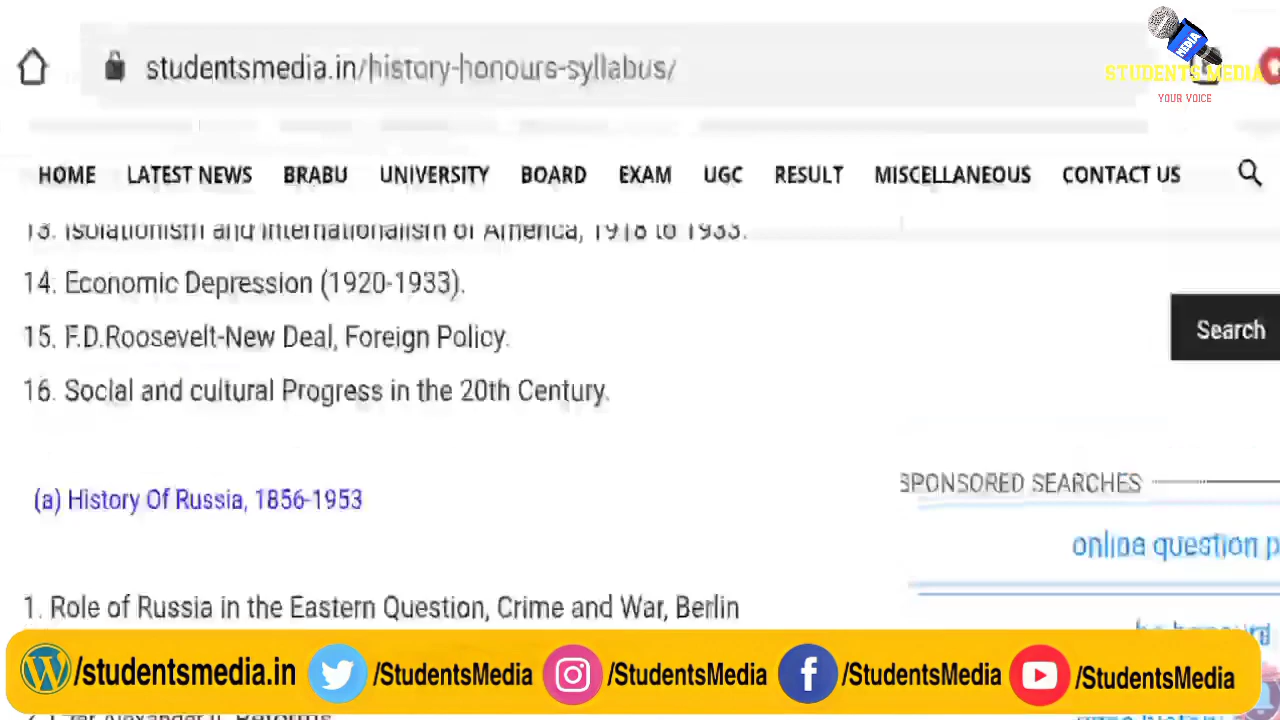 studentsmedia.in/history-honours-syllabus/
MEDIA
STUDENTS MEDIA
YOUR VOICE
HOME LATEST NEWS BRABU UNIVERSITY BOARD EXAM UGC RESULT MISCELLANEOUS CONTACT US
13. Isolationism and Internationalism of America, 1918 to 1933.
14. Economic Depression (1920-1933).
15. F.D.Roosevelt-New Deal, Foreign Policy.
Search
16. Social and cultural Progress in the 20th Century.
SPONSORED SEARCHES
(a) History Of Russia, 1856-1953
online question p
1. Role of Russia in the Eastern Question, Crime and War, Berlin
/studentsmedia.in /StudentsMedia /StudentsMedia /StudentsMedia /StudentsMedia
Alexander II, Reforms